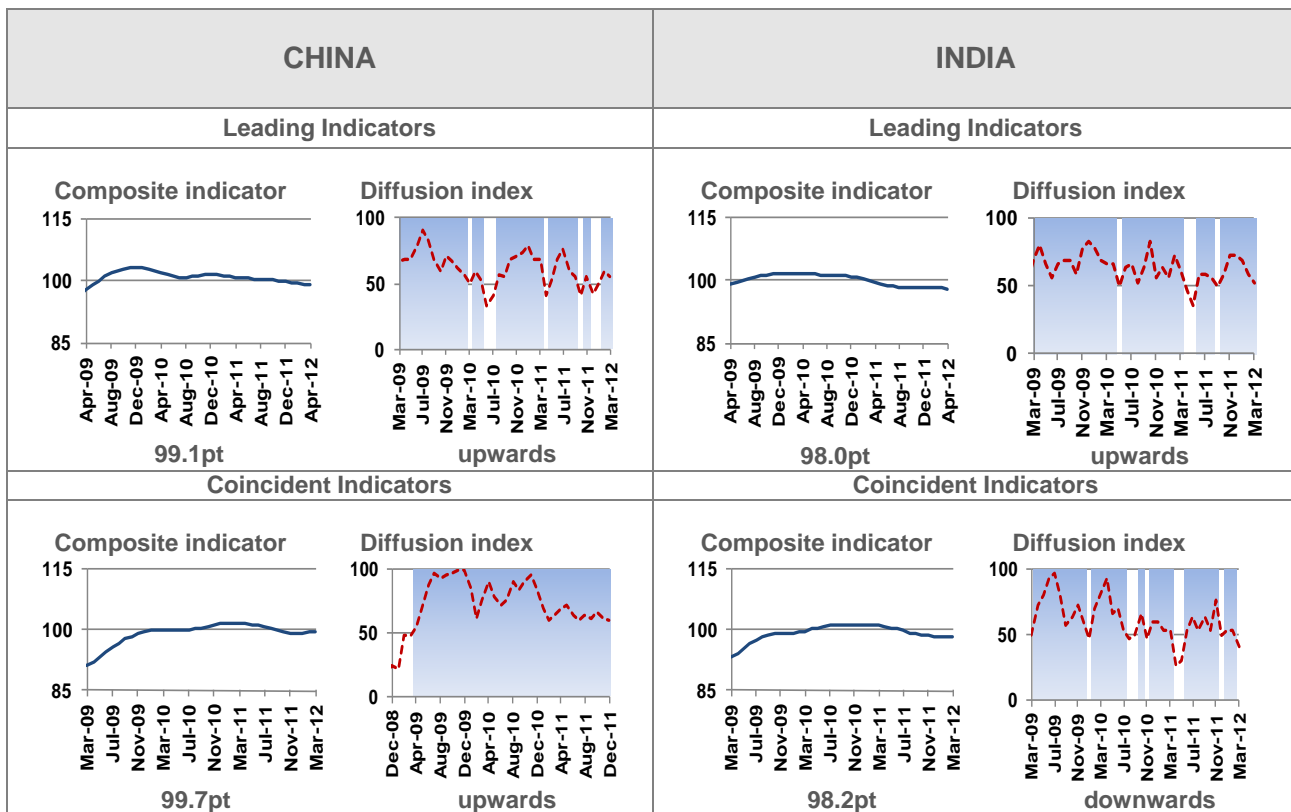 CHINA
INDIA
Leading Indicators
Leading Indicators
Composite indicator
115
100
85
Apr-09
Aug-09
Dec-09
Apr-10
Aug-10
Dec-10
Apr-11
Aug-11
Dec-11
Apr-12
99.1pt
Diffusion index
100
50
0
Mar-09
Jul-09
Nov-09
Mar-10
Jul-10
Nov-10
Mar-11
Jul-11
Nov-11
Mar-12
upwards
Composite indicator
115
100
85
Apr-09
Aug-09
Dec-09
Apr-10
Aug-10
Dec-10
Apr-11
Aug-11
Dec-11
Apr-12
98.0pt
Diffusion index
100
50
0
Mar-09
Jul-09
Nov-09
Mar-10
Jul-10
Nov-10
Mar-11
Jul-11
Nov-11
Mar-12
upwards
Coincident Indicators
Coincident Indicators
Composite indicator
115
100
85
Mar-09
Jul-09
Nov-09
Mar-10
Jul-10
Nov-10
Mar-11
Jul-11
Nov-11
Mar-12
99.7pt
Diffusion index
100
50
0
Dec-08
Apr-09
Aug-09
Dec-09
Apr-10
Aug-10
Dec-10
Apr-11
Aug-11
Dec-11
upwards
Composite indicator
115
100
85
Mar-09
Jul-09
Nov-09
Mar-10
Jul-10
Nov-10
Mar-11
Jul-11
Nov-11
Mar-12
98.2pt
Diffusion index
100
50
0
Mar-09
Jul-09
Nov-09
Mar-10
Jul-10
Nov-10
Mar-11
Jul-11
Nov-11
Mar-12
downwards